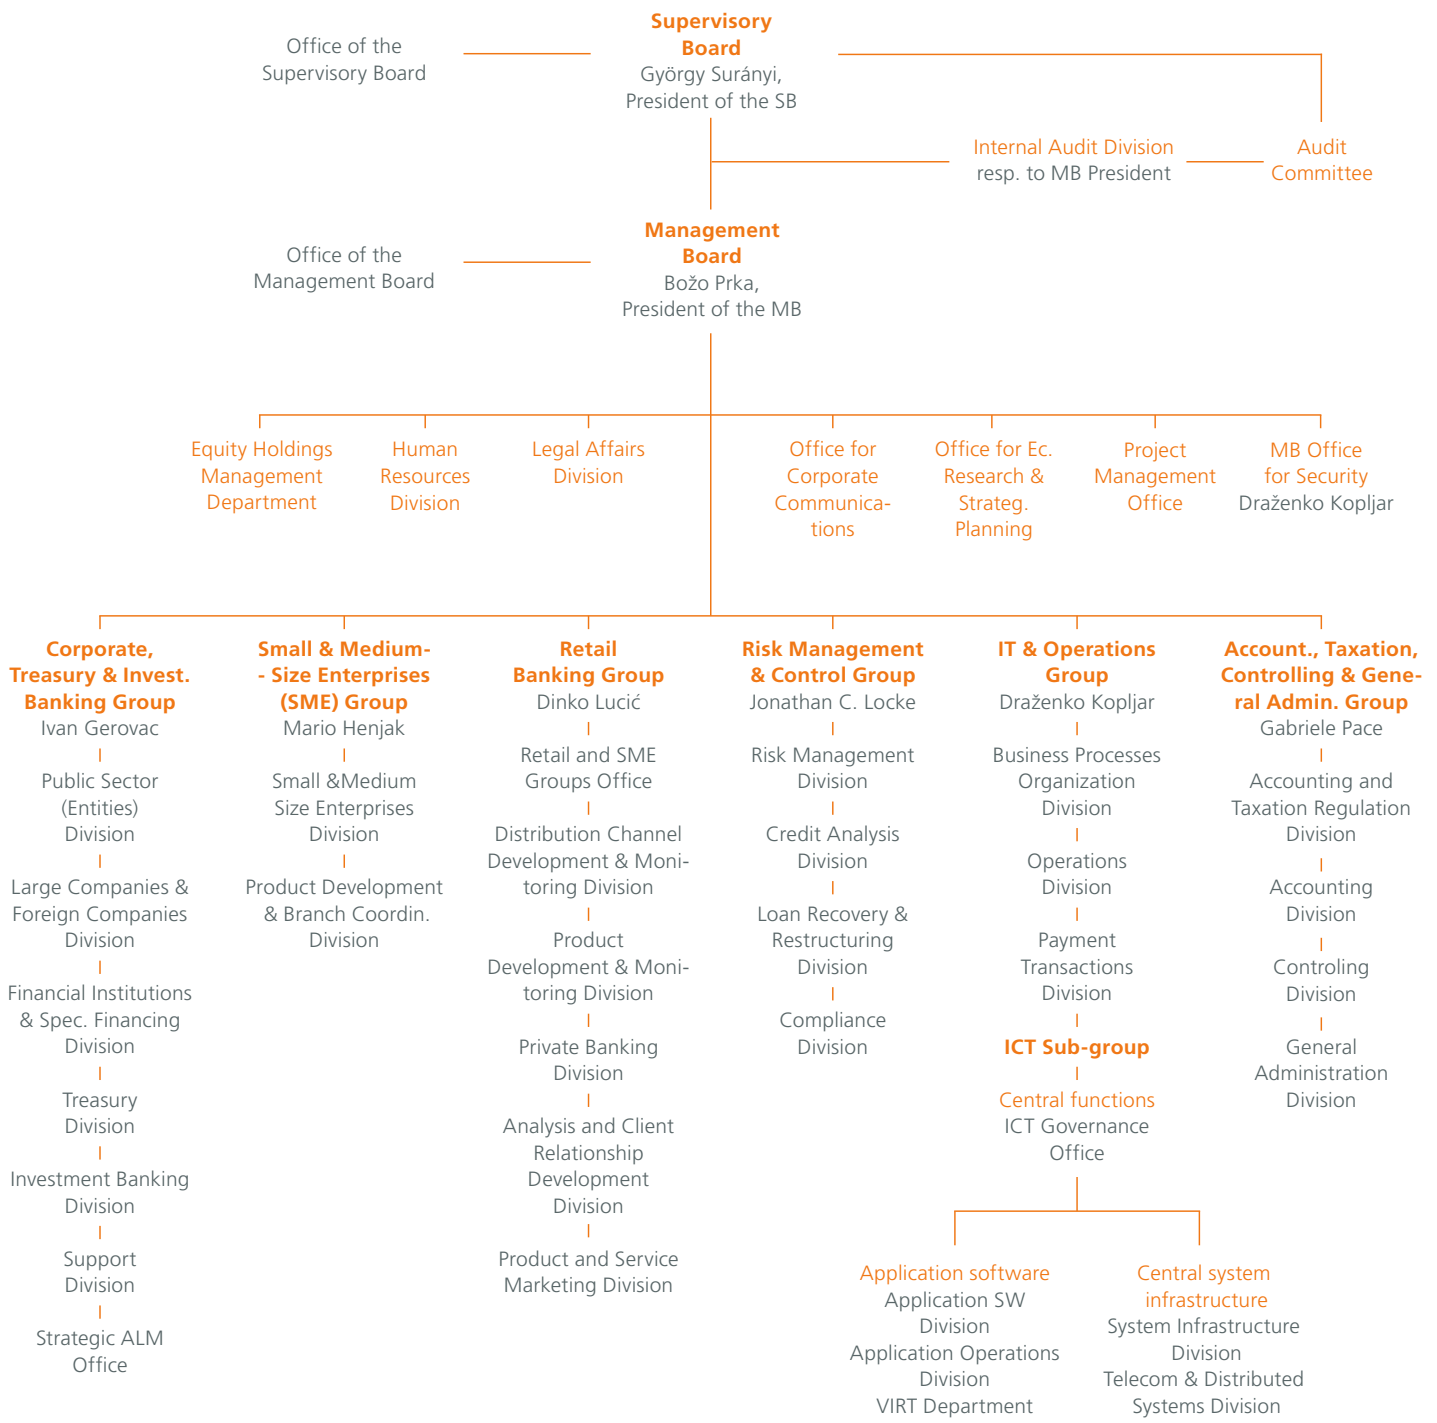 Supervisory
Board
György Surányi,
President of the SB
Office of the
Supervisory Board
Internal Audit Division
resp. to MB President
Audit
Committee
Management
Board
Božo Prka,
President of the MB
Office of the
Management Board
Equity Holdings
Management
Department
Human
Resources
Division
Legal Affairs
Division
Office for
Corporate
Communica-
tions
Office for Ec.
Research &
Strateg.
Planning
Project
Management
Office
MB Office
for Security
Draženko Kopljar
Corporate,
Treasury & Invest.
Banking Group
Ivan Gerovac
Public Sector
(Entities)
Division
Large Companies &
Foreign Companies
Division
Financial Institutions
& Spec. Financing
Division
Treasury
Division
Investment Banking
Division
Support
Division
Strategic ALM
Office
Small & Medium-
- Size Enterprises
(SME) Group
Mario Henjak
Small &Medium
Size Enterprises
Division
Product Development
& Branch Coordin.
Division
Retail
Banking Group
Dinko Lucić
Retail and SME
Groups Office
Distribution Channel
Development & Moni-
toring Division
Product
Development & Moni-
toring Division
Private Banking
Division
Analysis and Client
Relationship
Development
Division
Product and Service
Marketing Division
Risk Management
& Control Group
Jonathan C. Locke
Risk Management
Division
Credit Analysis
Division
Loan Recovery &
Restructuring
Division
Compliance
Division
IT & Operations
Group
Draženko Kopljar
Business Processes
Organization
Division
Operations
Division
Payment
Transactions
Division
ICT Sub-group
Central functions
ICT Governance
Office
Application software
Application SW
Division
Application Operations
Division
VIRT Department
Central system
infrastructure
System Infrastructure
Division
Telecom & Distributed
Systems Division
Account., Taxation,
Controlling & Gene-
ral Admin. Group
Gabriele Pace
Accounting and
Taxation Regulation
Division
Accounting
Division
Controling
Division
General
Administration
Division